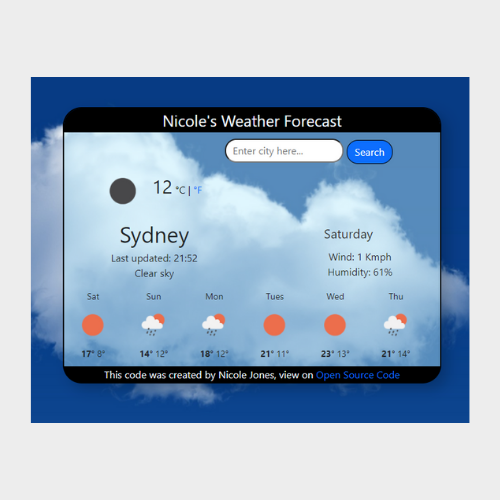 Nicole's Weather Forecast
Enter city here...
Search
12 °C | °F
Sydney
Saturday
Last updated: 21:52
Wind: 1 Kmph
Clear sky
Humidity: 61%
Sat Sun Mon Tues Wed Thu
17° 8° 14° 12° 18° 12° 21° 11° 23° 13° 21° 14°
This code was created by Nicole Jones, view on Open Source Code